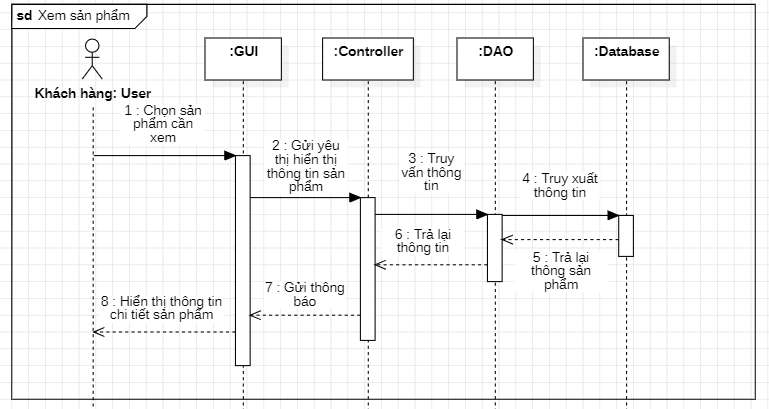 sd Xem sản phẩm
:GUI
:Controller
:DAO
:Database
Khách hàng: User
1 : Chọn sản
phẩm cần
xem
2 : Gửi yêu
thị hiển thị
thông tin sản
phẩm
3 : Truy
vấn thông
tin
4 : Truy xuất
thông tin
6 : Trả lại
thông tin
5 : Trả lại
thông sản
phẩm
7 : Gửi thông
báo
8 : Hiển thị thông tin
chi tiết sản phẩm